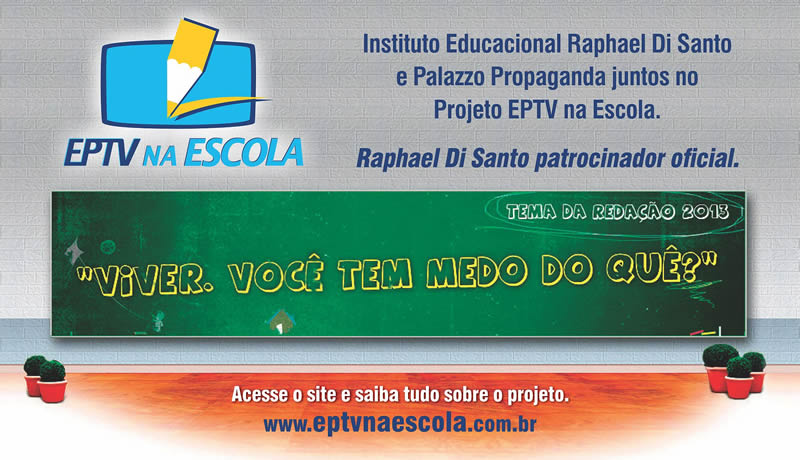 EPTV NA ESCOLA
Instituto Educacional Raphael Di Santo
e Palazzo Propaganda juntos no
Projeto EPTV na Escola.
Raphael Di Santo patrocinador oficial.
TEMA DA REDAÇÃO 2013
"VIVER. VOCÊ TEM MEDO DO QUÊ?"
1
Acesse o site e saiba tudo sobre o projeto.
www.eptvnaescola.com.br